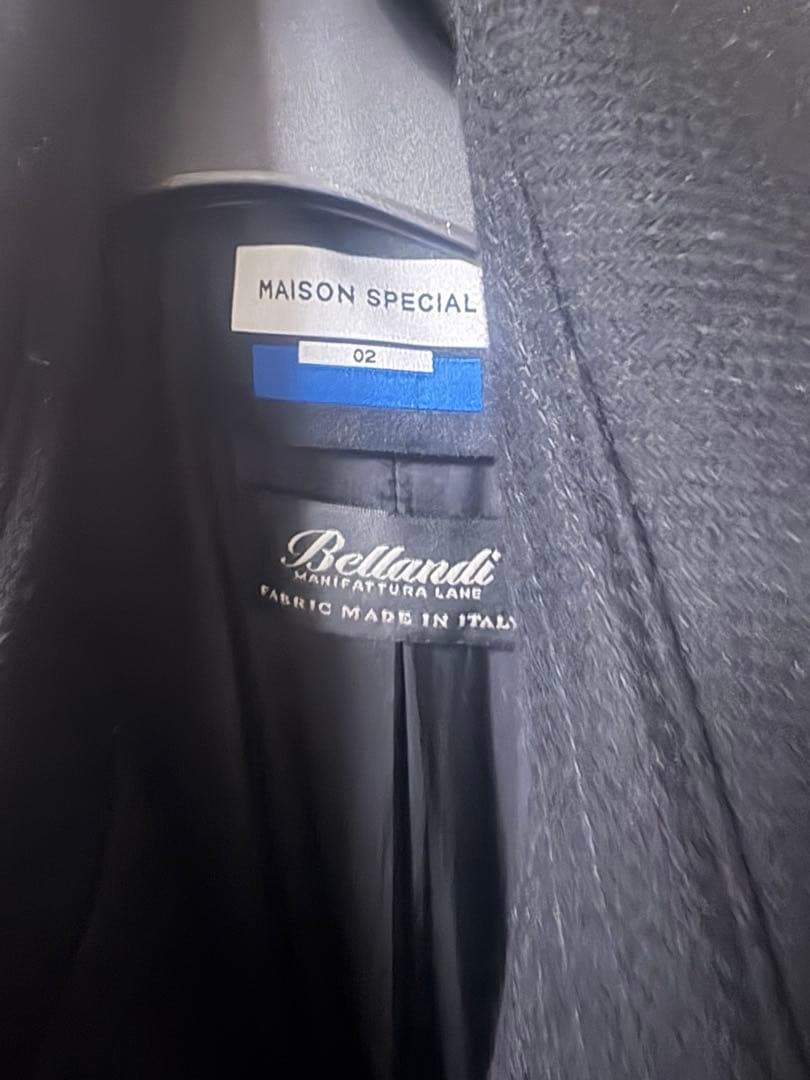 MAISON SPECIAL
02
Bellandi
MANIFATTURA LANE
FABRIC MADE IN ITALY